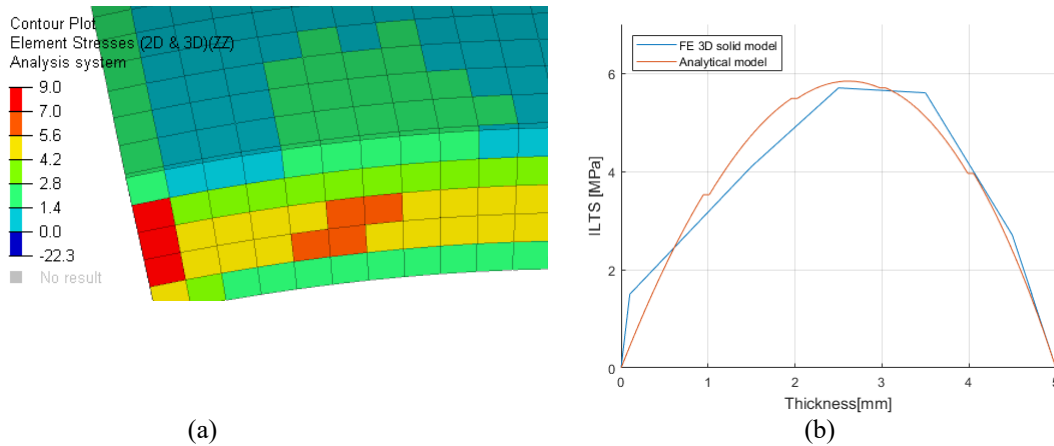 Contour Plot
Element Stresses (2D & 3D)(ZZ)
Analysis system
9.0
7.0
5.6
4.2
2.8
1.4
0.0
-22.3
No result
(a)
FE 3D solid model
Analytical model
6
4
2
0
ILTS [MPa]
0 1 2 3 4 5
Thickness[mm]
(b)